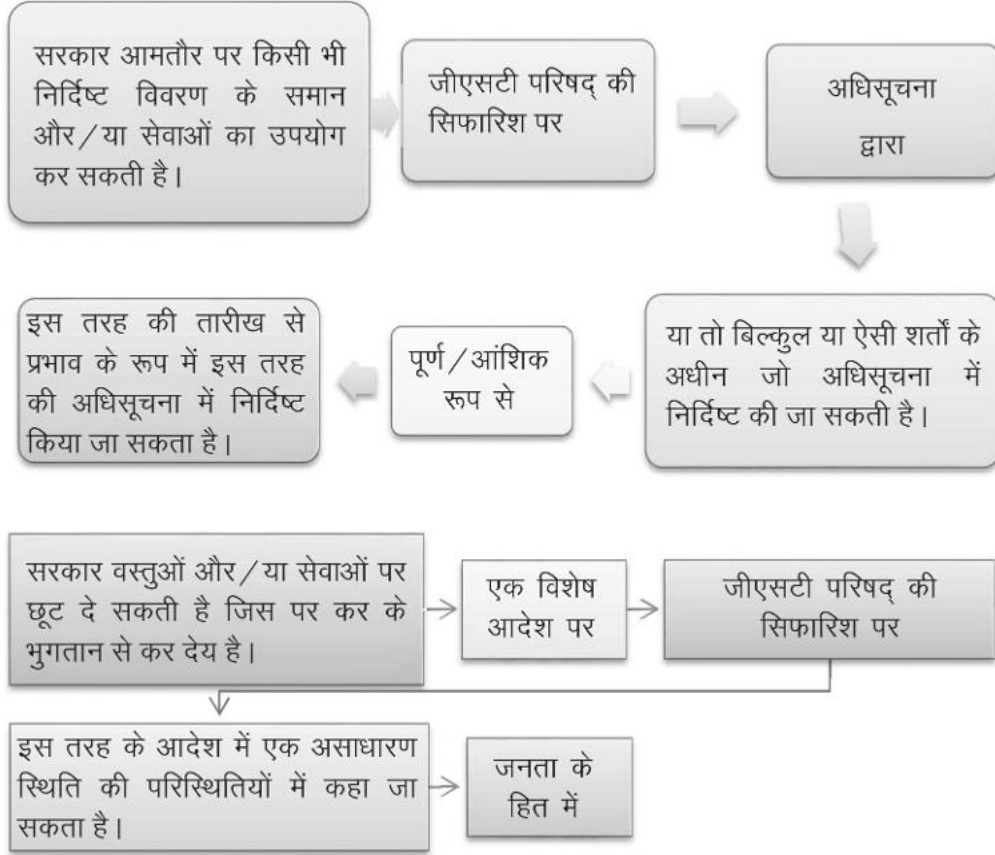 सरकार आमतौर पर किसी भी
निर्दिष्ट विवरण के समान
और/या सेवाओं का उपयोग
कर सकती है।
जीएसटी परिषद् की
सिफारिश पर
अधिसूचना
द्वारा
या तो बिल्कुल या ऐसी शर्तों के
अधीन जो अधिसूचना में
निर्दिष्ट की जा सकती है।
पूर्ण/आंशिक
रूप से
इस तरह की तारीख से
प्रभाव के रूप में इस तरह
की अधिसूचना में निर्दिष्ट
किया जा सकता है।
सरकार वस्तुओं और/या सेवाओं पर
छूट दे सकती है जिस पर कर के
भुगतान से कर देय है।
एक विशेष
आदेश पर
जीएसटी परिषद् की
सिफारिश पर
इस तरह के आदेश में एक असाधारण
स्थिति की परिस्थितियों में कहा जा
सकता है।
जनता के
हित में